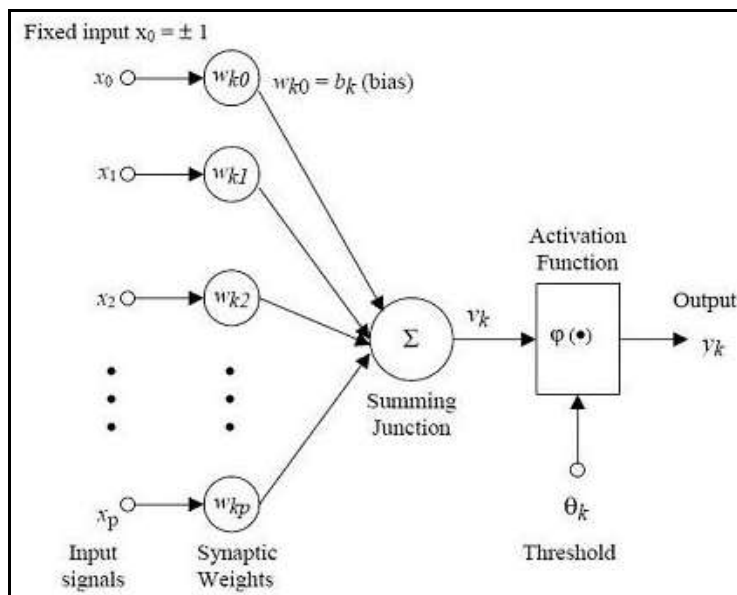 Fixed input x₀ = ± 1
x₀
wk0
wk0 = bk (bias)
x₁
wk1
Activation
Function
x₂
wk2
Σ
vk
φ (•)
Output
yk
Summing
Junction
xp
wkp
θk
Input
signals
Synaptic
Weights
Threshold